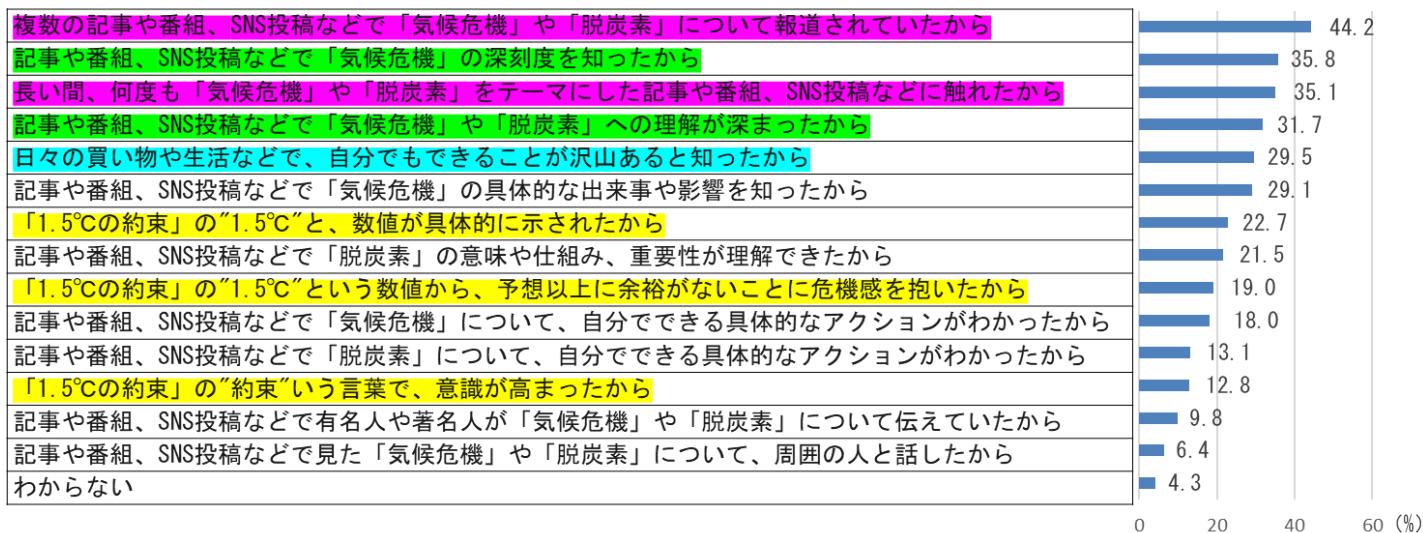 複数の記事や番組、SNS投稿などで「気候危機」や「脱炭素」について報道されていたから 44.2
記事や番組、SNS投稿などで「気候危機」の深刻度を知ったから 35.8
長い間、何度も「気候危機」や「脱炭素」をテーマにした記事や番組、SNS投稿などに触れたから 35.1
記事や番組、SNS投稿などで「気候危機」や「脱炭素」への理解が深まったから 31.7
日々の買い物や生活などで、自分でもできることが沢山あると知ったから 29.5
記事や番組、SNS投稿などで「気候危機」の具体的な出来事や影響を知ったから 29.1
「1.5℃の約束」の"1.5℃"と、数値が具体的に示されたから 22.7
記事や番組、SNS投稿などで「脱炭素」の意味や仕組み、重要性が理解できたから 21.5
「1.5℃の約束」の"1.5℃"という数値から、予想以上に余裕がないことに危機感を抱いたから 19.0
記事や番組、SNS投稿などで「気候危機」について、自分でできる具体的なアクションがわかったから 18.0
記事や番組、SNS投稿などで「脱炭素」について、自分でできる具体的なアクションがわかったから 13.1
「1.5℃の約束」の"約束"いう言葉で、意識が高まったから 12.8
記事や番組、SNS投稿などで有名人や著名人が「気候危機」や「脱炭素」について伝えていたから 9.8
記事や番組、SNS投稿などで見た「気候危機」や「脱炭素」について、周囲の人と話したから 6.4
わからない 4.3
0 20 40 60 (%)